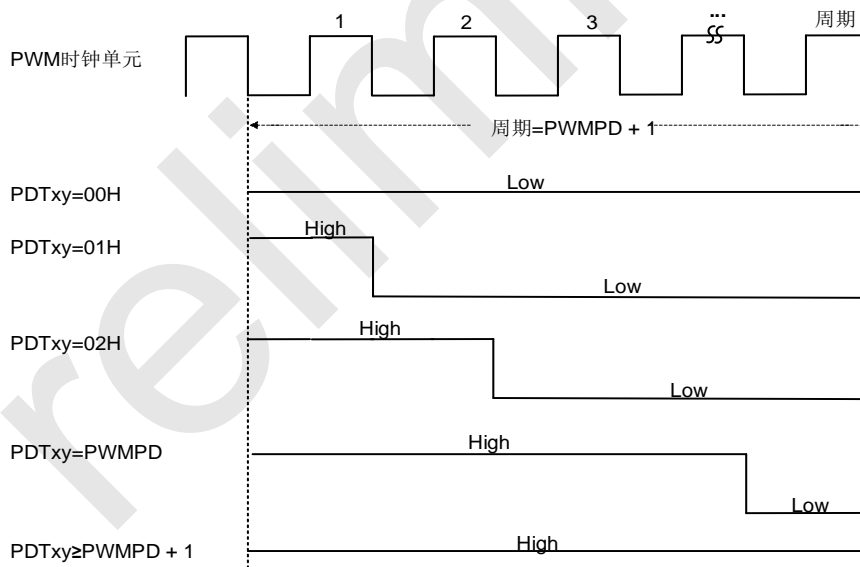 1 2 3 ... 周期
PWM时钟单元
周期=PWMPD + 1
PDTxy=00H Low
PDTxy=01H High Low
PDTxy=02H High Low
PDTxy=PWMPD High Low
PDTxy≥PWMPD + 1 High
relim